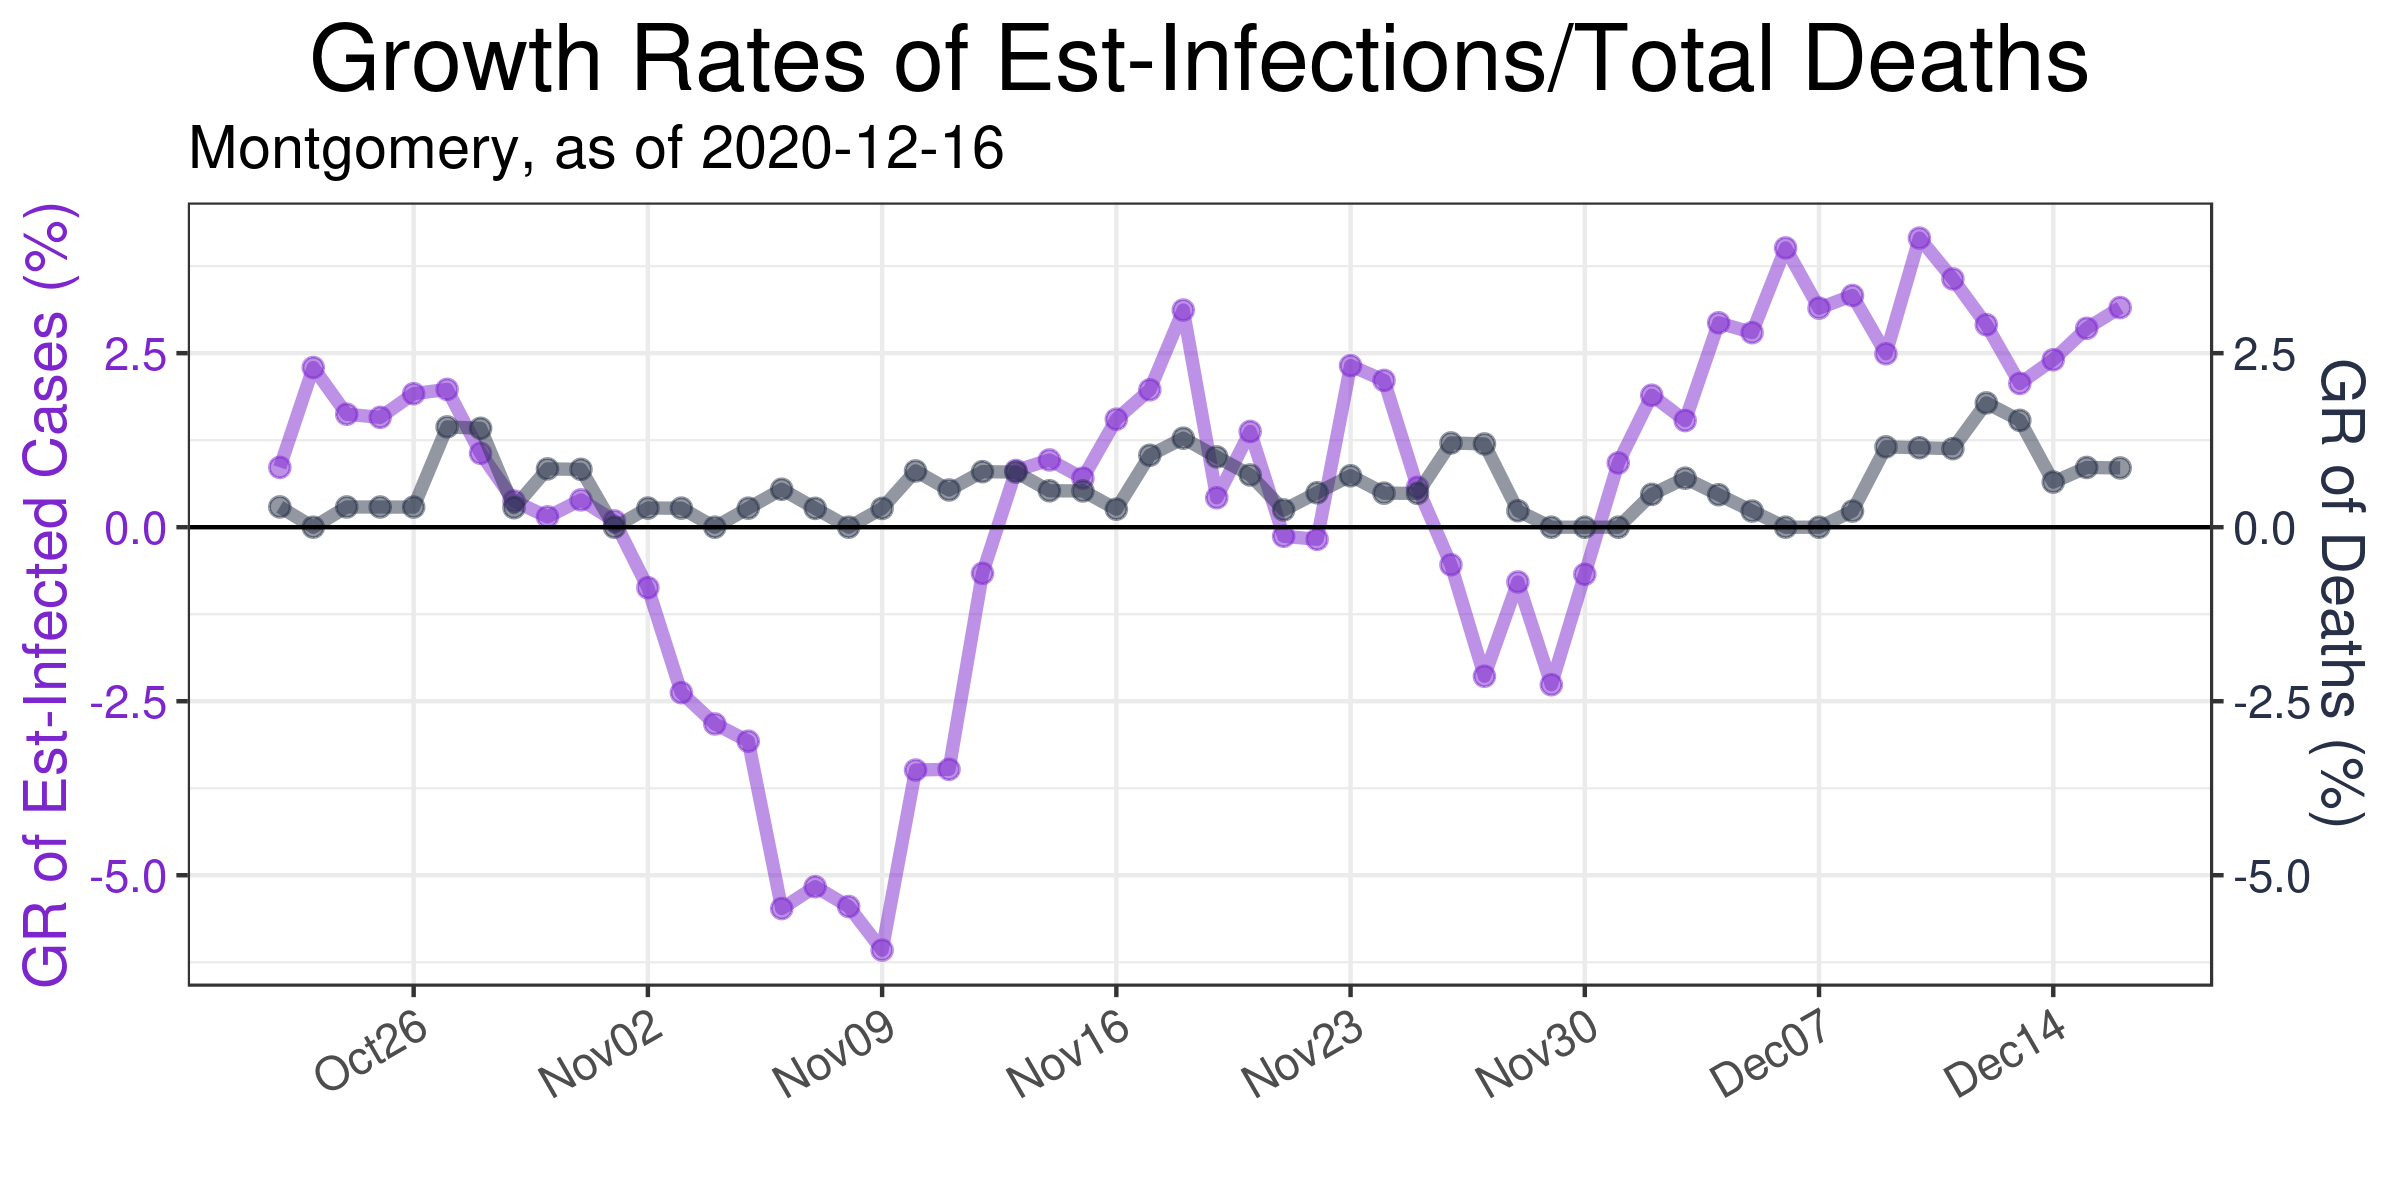 Growth Rates of Est-Infections/Total Deaths
Montgomery, as of 2020-12-16
GR of Est-Infected Cases (%)
2.5
0.0
-2.5
-5.0
2.5
0.0
-2.5
-5.0
GR of Deaths (%)
Oct26
Nov02
Nov09
Nov16
Nov23
Nov30
Dec07
Dec14